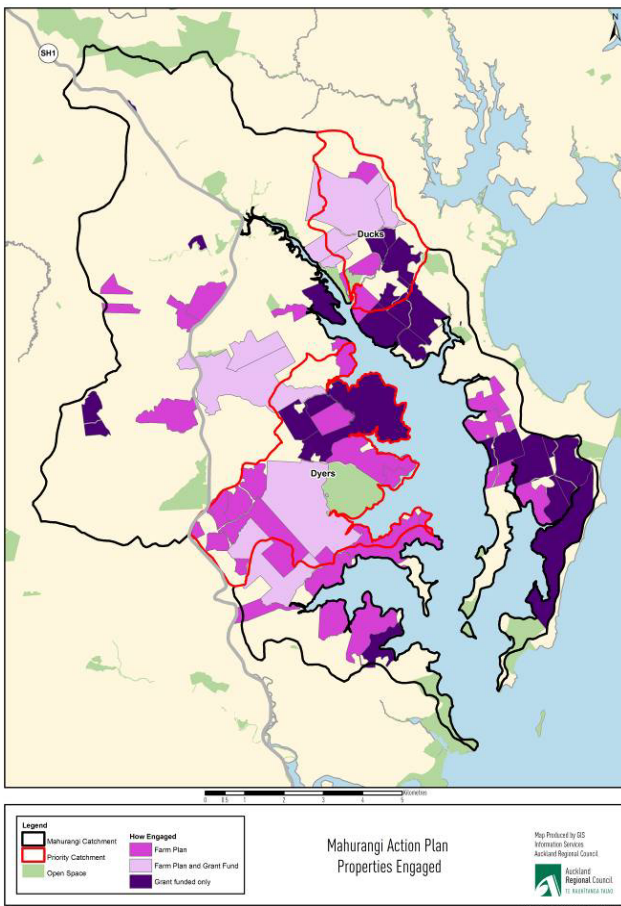 N
SH1
Ducks
Dyers
Kilometres
0 0.5 1 2 3 4 5
Legend
Mahurangi Catchment
Priority Catchment
Open Space
How Engaged
Farm Plan
Farm Plan and Grant Fund
Grant funded only
Mahurangi Action Plan
Properties Engaged
Map Produced by GIS
Information Services
Auckland Regional Council
Auckland
Regional Council
TE RAUHĪTANGA TAIAO